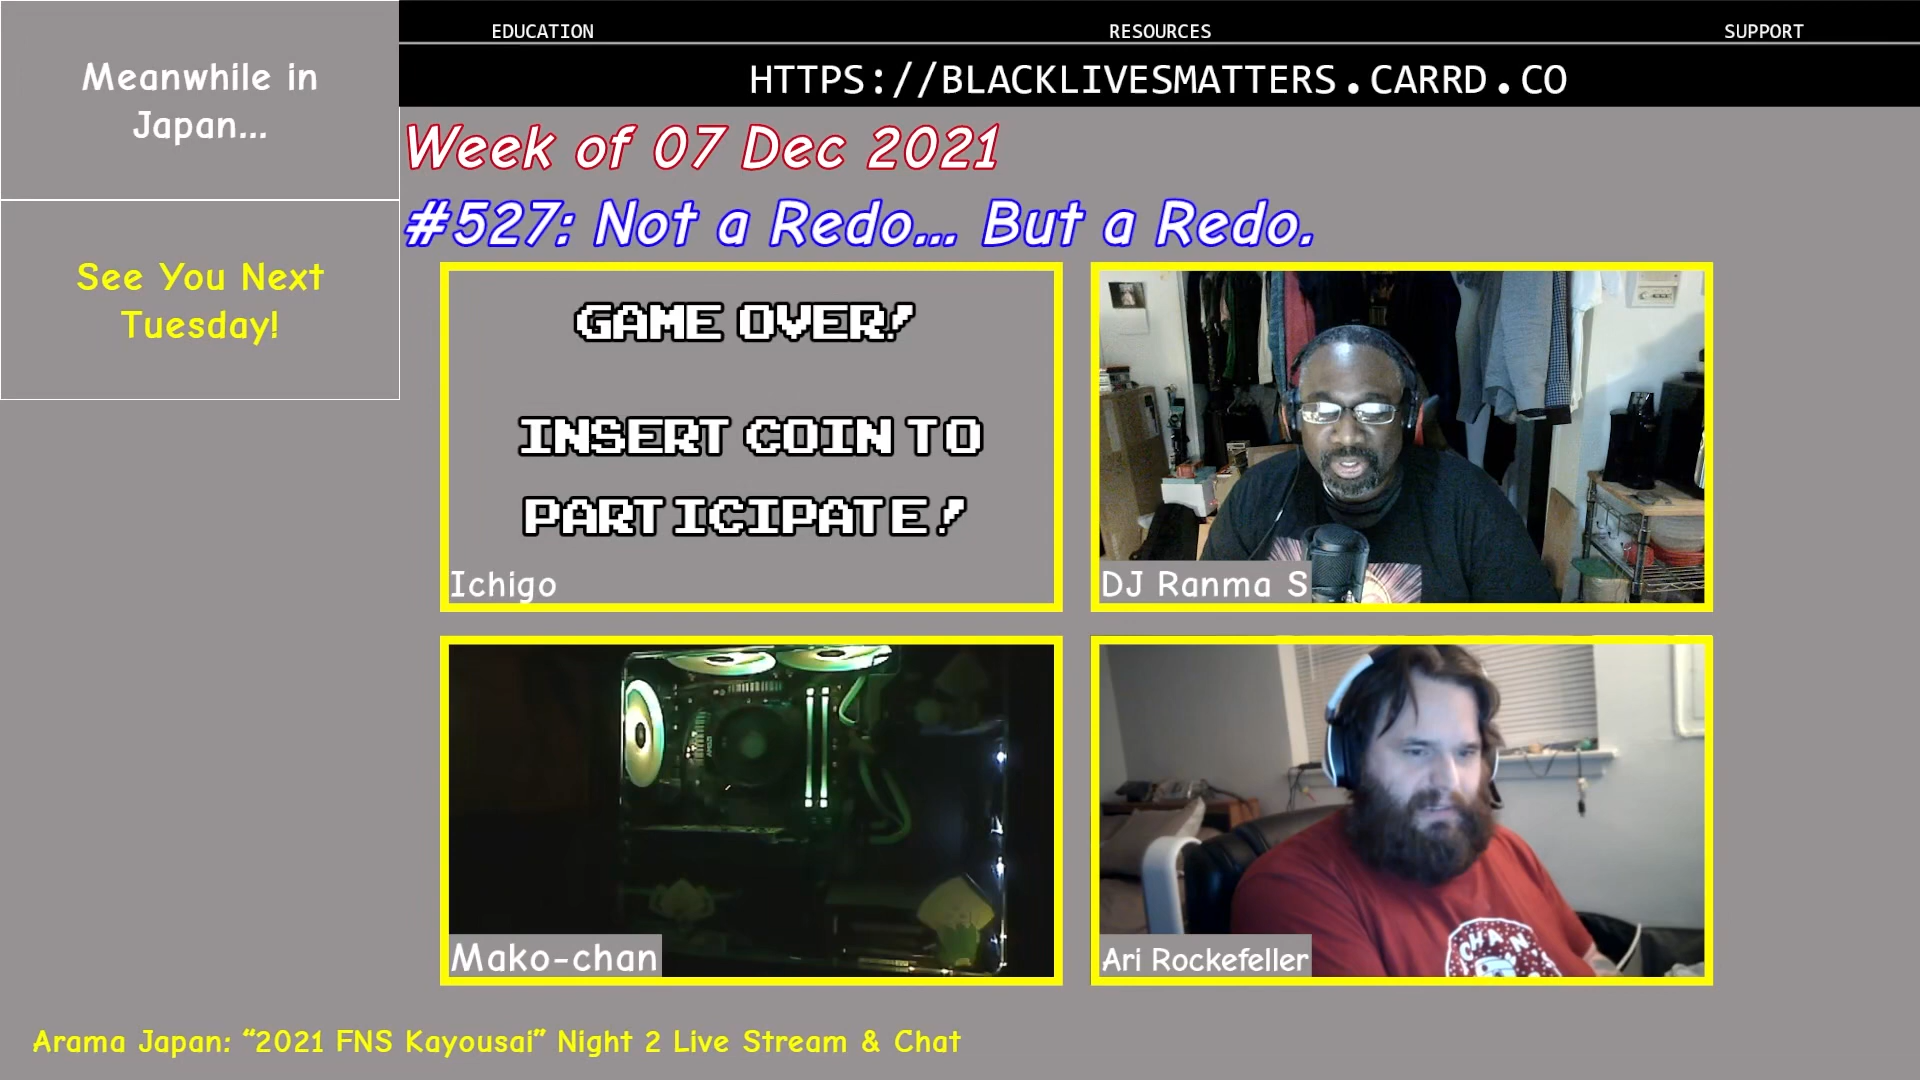 Meanwhile in
Japan...
See You Next
Tuesday!
EDUCATION RESOURCES SUPPORT
HTTPS://BLACKLIVESMATTERS.CARRD.CO
Week of 07 Dec 2021
#527: Not a Redo... But a Redo.
GAME OVER!
INSERT COIN TO
PARTICIPATE!
Ichigo
DJ Ranma S
Mako-chan
CHAN
Ari Rockefeller
Arama Japan: “2021 FNS Kayousai” Night 2 Live Stream & Chat